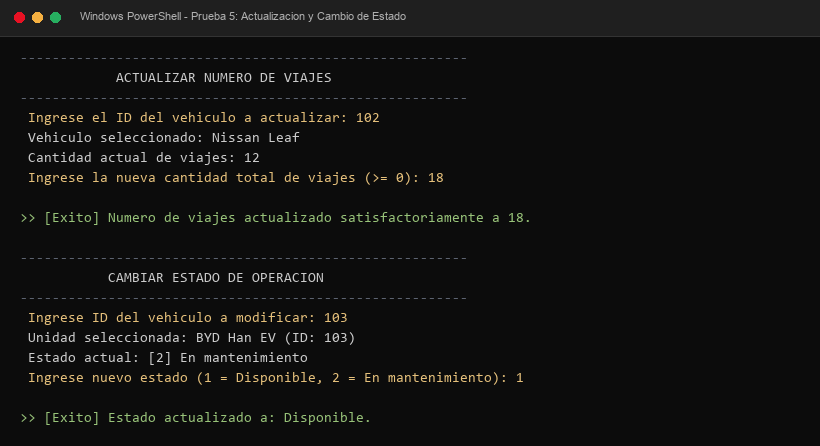 Windows PowerShell - Prueba 5: Actualizacion y Cambio de Estado
--------------------------------------------------------
ACTUALIZAR NUMERO DE VIAJES
--------------------------------------------------------
Ingrese el ID del vehiculo a actualizar: 102
Vehiculo seleccionado: Nissan Leaf
Cantidad actual de viajes: 12
Ingrese la nueva cantidad total de viajes (>= 0): 18
>> [Exito] Numero de viajes actualizado satisfactoriamente a 18.
--------------------------------------------------------
CAMBIAR ESTADO DE OPERACION
--------------------------------------------------------
Ingrese ID del vehiculo a modificar: 103
Unidad seleccionada: BYD Han EV (ID: 103)
Estado actual: [2] En mantenimiento
Ingrese nuevo estado (1 = Disponible, 2 = En mantenimiento): 1
>> [Exito] Estado actualizado a: Disponible.